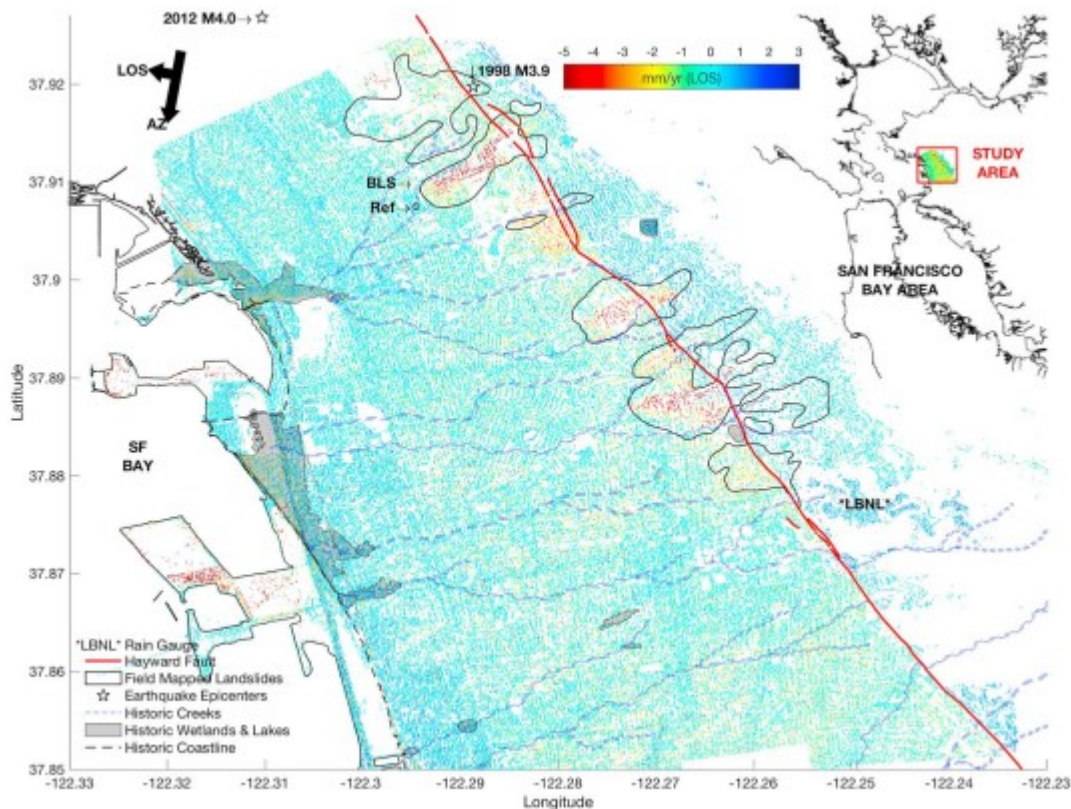 2012 M4.0→☆
LOS
AZ
↓1998 M3.9
-5 -4 -3 -2 -1 0 1 2 3
mm/yr (LOS)
STUDY
AREA
SAN FRANCISCO
BAY AREA
BLS→
Ref→
SF
BAY
*LBNL*
*LBNL* Rain Gauge
Hayward Fault
Field Mapped Landslides
Earthquake Epicenters
Historic Creeks
Historic Wetlands & Lakes
Historic Coastline
Latitude
37.92
37.91
37.9
37.89
37.88
37.87
37.86
37.85
-122.33 -122.32 -122.31 -122.3 -122.29 -122.28 -122.27 -122.26 -122.25 -122.24 -122.23
Longitude